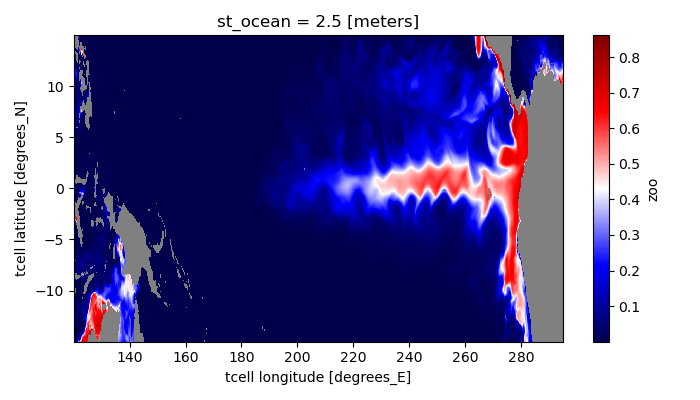 st_ocean = 2.5 [meters]
tcell latitude [degrees_N]
10
5
0
−5
−10
140 160 180 200 220 240 260 280
tcell longitude [degrees_E]
0.8
0.7
0.6
0.5
0.4
0.3
0.2
0.1
zoo